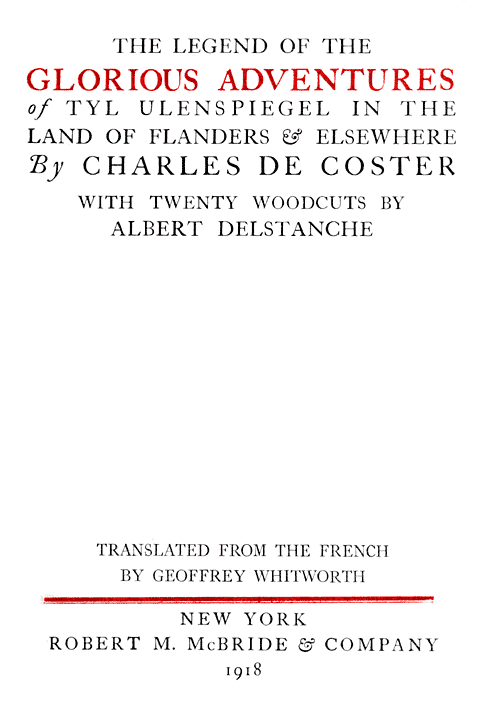 THE LEGEND OF THE
GLORIOUS ADVENTURES
of TYL ULENSPIEGEL IN THE
LAND OF FLANDERS & ELSEWHERE
By CHARLES DE COSTER
WITH TWENTY WOODCUTS BY
ALBERT DELSTANCHE
TRANSLATED FROM THE FRENCH
BY GEOFFREY WHITWORTH
NEW YORK
ROBERT M. McBRIDE & COMPANY
1918